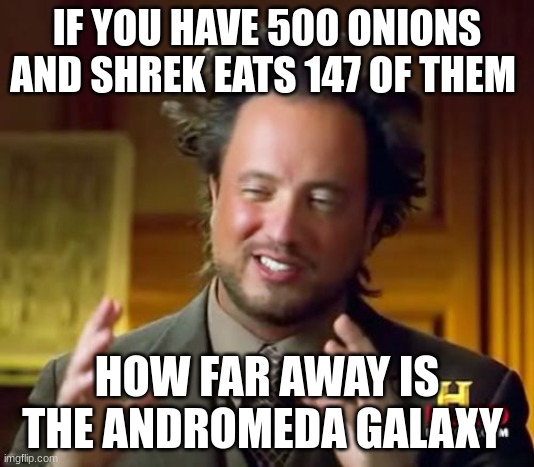 IF YOU HAVE 500 ONIONS
AND SHREK EATS 147 OF THEM
HOW FAR AWAY IS
THE ANDROMEDA GALAXY
H
imgflip.com